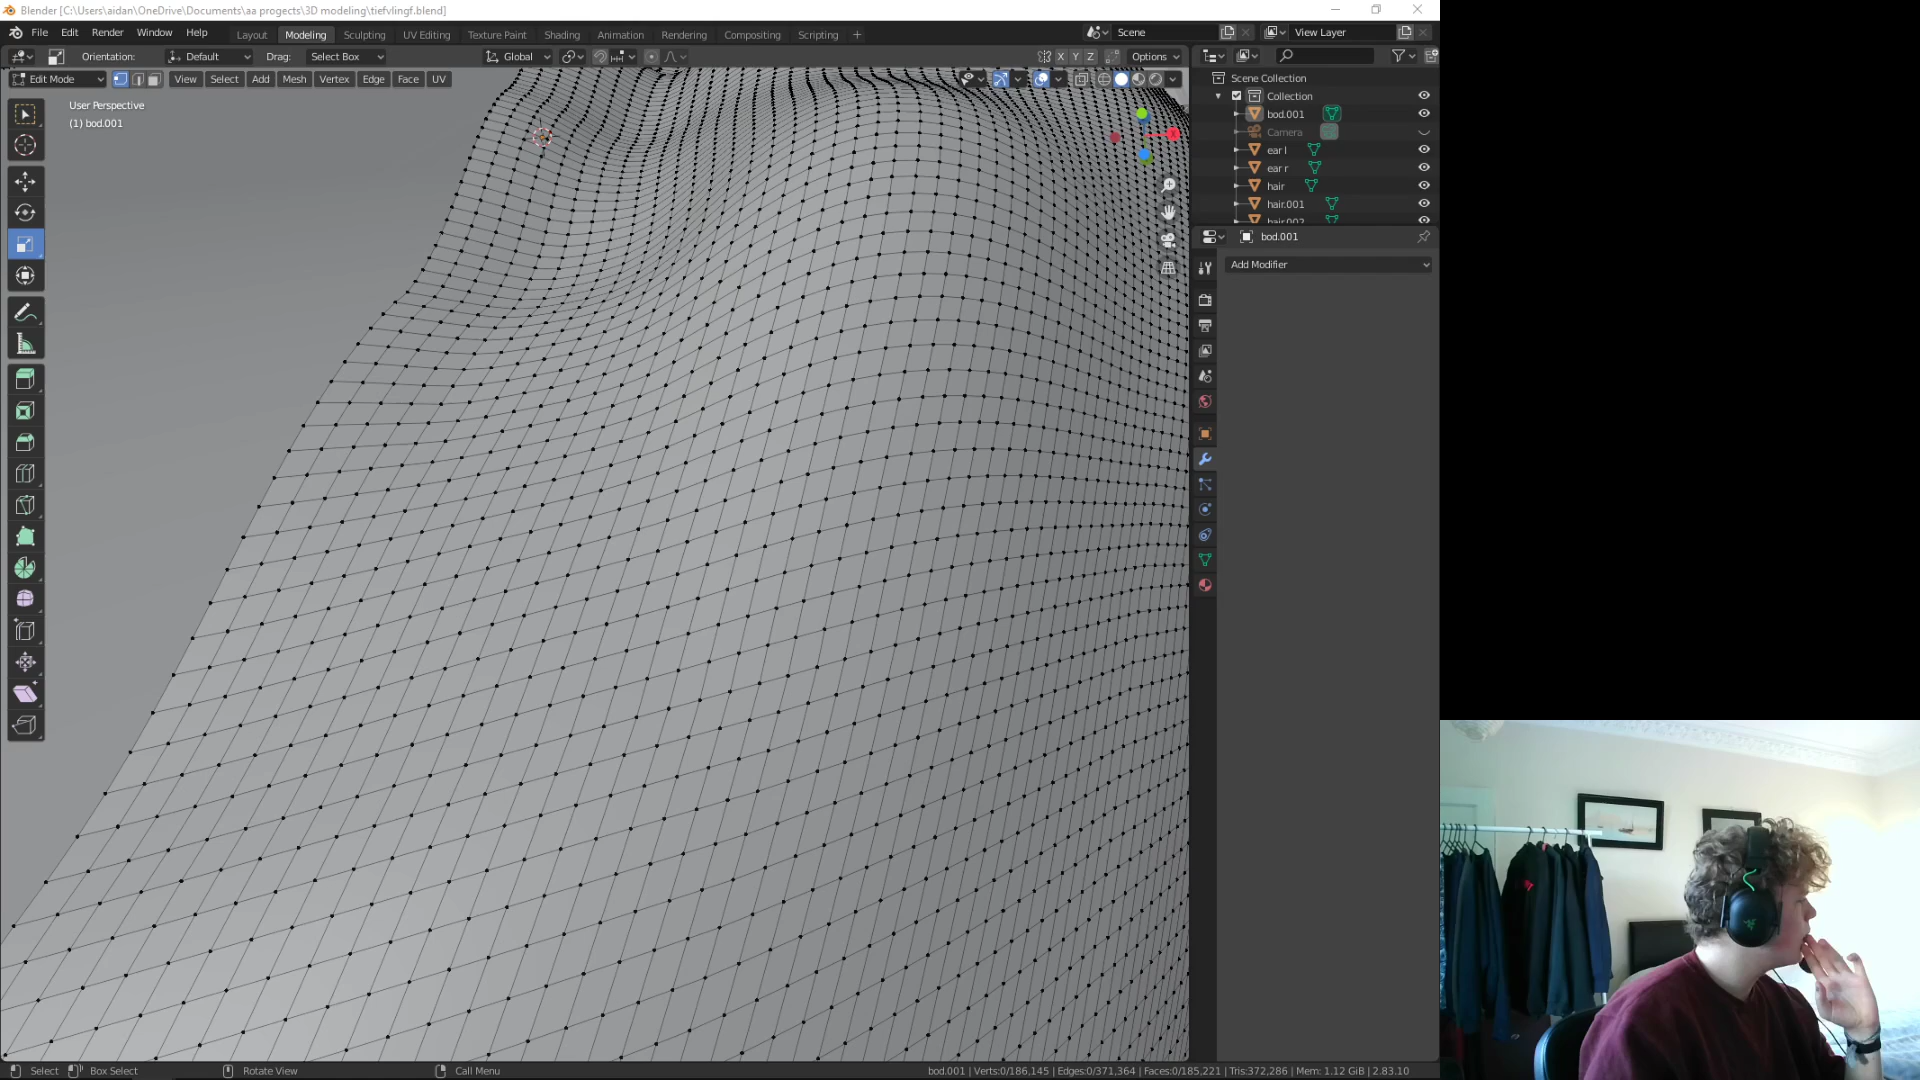 Blender [C:\Users\aidan\OneDrive\Documents\aa progects\3D modeling\tiefvlingf.blend]
File Edit Render Window Help Layout Modeling Sculpting UV Editing Texture Paint Shading Animation Rendering Compositing Scripting + Scene View Layer
Orientation: Default Drag: Select Box Global X Y Z Options
Edit Mode View Select Add Mesh Vertex Edge Face UV
User Perspective
(1) bod.001
X
Scene Collection
Collection
bod.001
Camera
ear l
ear r
hair
hair.001
hair.002
bod.001
Add Modifier
Select Box Select Rotate View Call Menu bod.001 | Verts:0/186,145 | Edges:0/371,364 | Faces:0/185,221 | Tris:372,286 | Mem: 1.12 GiB | 2.83.10